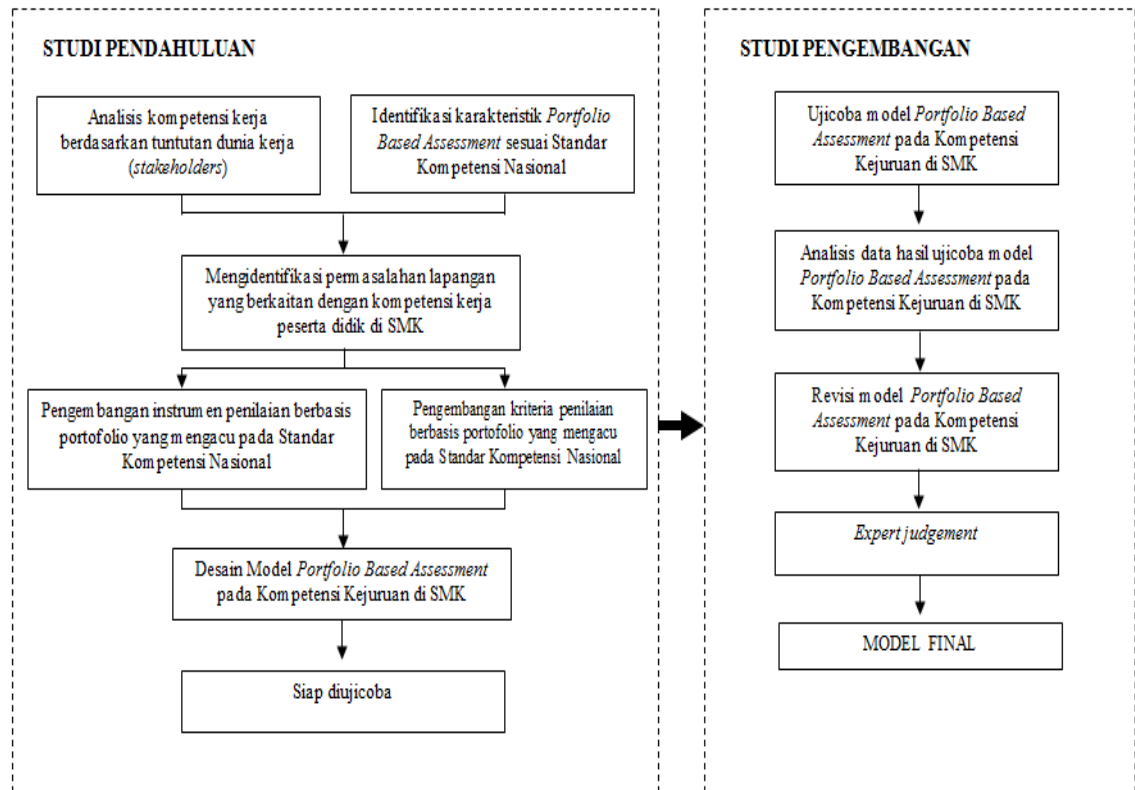 STUDI PENDAHULUAN
Analisis kompetensi kerja
berdasarkan tuntutan dunia kerja
(stakeholders)
Identifikasi karakteristik Portfolio
Based Assessment sesuai Standar
Kompetensi Nasional
Mengidentifikasi permasalahan lapangan
yang berkaitan dengan kompetensi kerja
peserta didik di SMK
Pengembangan instrumen penilaian berbasis
portofolio yang mengacu pada Standar
Kompetensi Nasional
Pengembangan kriteria penilaian
berbasis portofolio yang mengacu
pada Standar Kompetensi Nasional
Desain Model Portfolio Based Assessment
pada Kompetensi Kejuruan di SMK
Siap diujicoba
STUDI PENGEMBANGAN
Ujicoba model Portfolio Based
Assessment pada Kompetensi
Kejuruan di SMK
Analisis data hasil ujicoba model
Portfolio Based Assessment pada
Kompetensi Kejuruan di SMK
Revisi model Portfolio Based
Assessment pada Kompetensi
Kejuruan di SMK
Expert judgement
MODEL FINAL